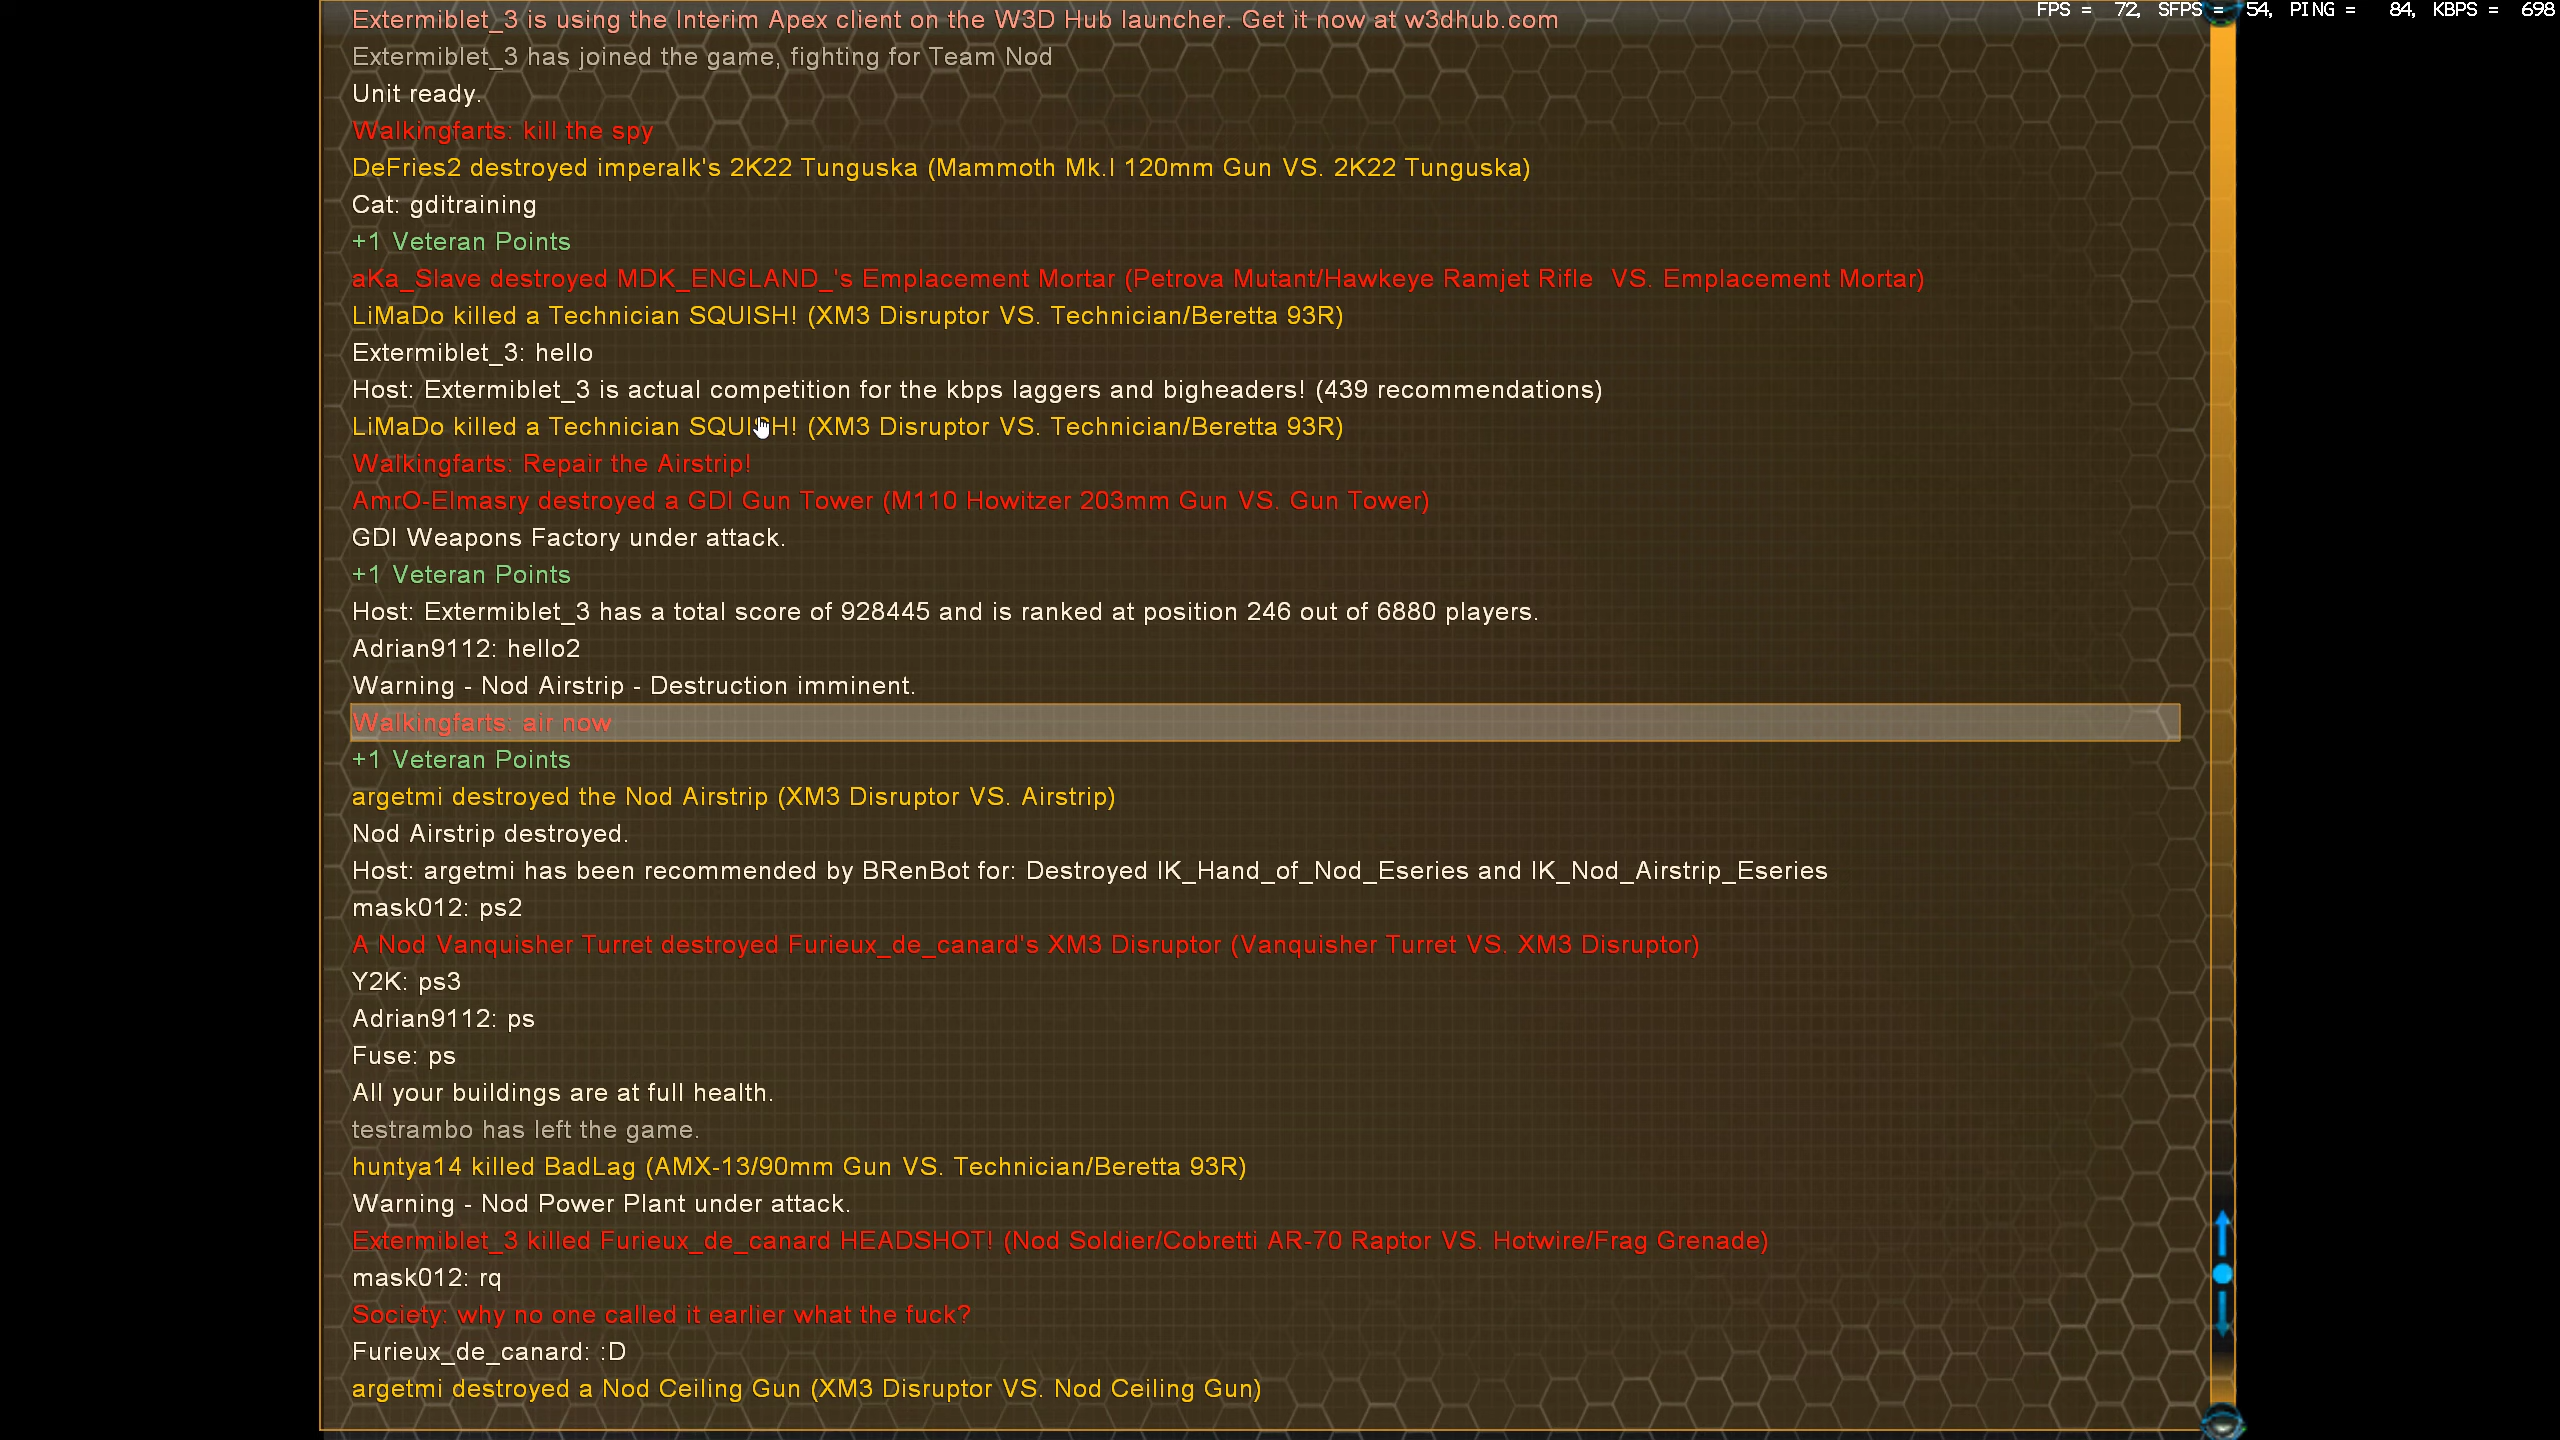 FPS = 72, SFPS = 54, PING = 84, KBPS = 698
Extermiblet_3 is using the Interim Apex client on the W3D Hub launcher. Get it now at w3dhub.com
Extermiblet_3 has joined the game, fighting for Team Nod
Unit ready.
Walkingfarts: kill the spy
DeFries2 destroyed imperalk's 2K22 Tunguska (Mammoth Mk.I 120mm Gun VS. 2K22 Tunguska)
Cat: gditraining
+1 Veteran Points
aKa_Slave destroyed MDK_ENGLAND_'s Emplacement Mortar (Petrova Mutant/Hawkeye Ramjet Rifle  VS. Emplacement Mortar)
LiMaDo killed a Technician SQUISH! (XM3 Disruptor VS. Technician/Beretta 93R)
Extermiblet_3: hello
Host: Extermiblet_3 is actual competition for the kbps laggers and bigheaders! (439 recommendations)
LiMaDo killed a Technician SQUISH! (XM3 Disruptor VS. Technician/Beretta 93R)
Walkingfarts: Repair the Airstrip!
AmrO-Elmasry destroyed a GDI Gun Tower (M110 Howitzer 203mm Gun VS. Gun Tower)
GDI Weapons Factory under attack.
+1 Veteran Points
Host: Extermiblet_3 has a total score of 928445 and is ranked at position 246 out of 6880 players.
Adrian9112: hello2
Warning - Nod Airstrip - Destruction imminent.
Walkingfarts: air now
+1 Veteran Points
argetmi destroyed the Nod Airstrip (XM3 Disruptor VS. Airstrip)
Nod Airstrip destroyed.
Host: argetmi has been recommended by BRenBot for: Destroyed IK_Hand_of_Nod_Eseries and IK_Nod_Airstrip_Eseries
mask012: ps2
A Nod Vanquisher Turret destroyed Furieux_de_canard's XM3 Disruptor (Vanquisher Turret VS. XM3 Disruptor)
Y2K: ps3
Adrian9112: ps
Fuse: ps
All your buildings are at full health.
testrambo has left the game.
huntya14 killed BadLag (AMX-13/90mm Gun VS. Technician/Beretta 93R)
Warning - Nod Power Plant under attack.
Extermiblet_3 killed Furieux_de_canard HEADSHOT! (Nod Soldier/Cobretti AR-70 Raptor VS. Hotwire/Frag Grenade)
mask012: rq
Society: why no one called it earlier what the fuck?
Furieux_de_canard: :D
argetmi destroyed a Nod Ceiling Gun (XM3 Disruptor VS. Nod Ceiling Gun)